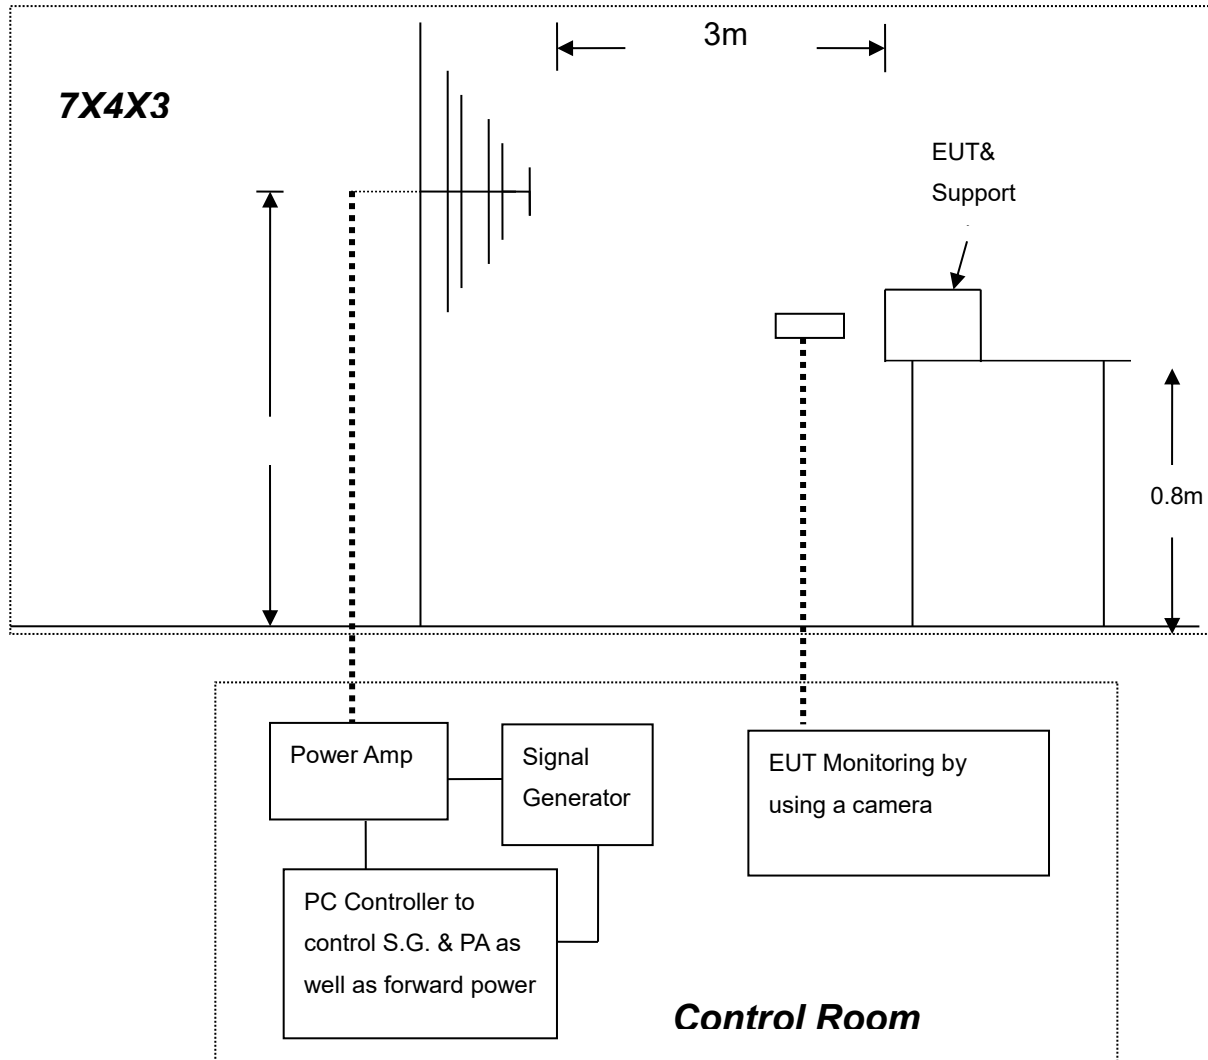 3m
7X4X3
EUT&
Support
0.8m
Power Amp
Signal
Generator
EUT Monitoring by
using a camera
PC Controller to
control S.G. & PA as
well as forward power
Control Room